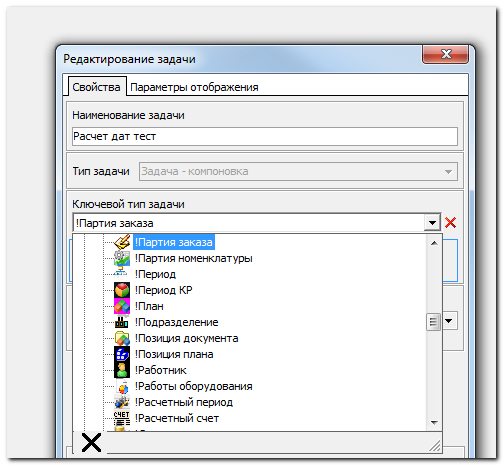 Редактирование задачи
Свойства
Параметры отображения
Наименование задачи
Расчет дат тест
Тип задачи
Задача - компоновка
Ключевой тип задачи
!Партия заказа
!Партия заказа
!Партия номенклатуры
!Период
!Период КР
!План
!Подразделение
!Позиция документа
!Позиция плана
!Работник
!Работы оборудования
!Расчетный период
СЧЕТ !Расчетный счет